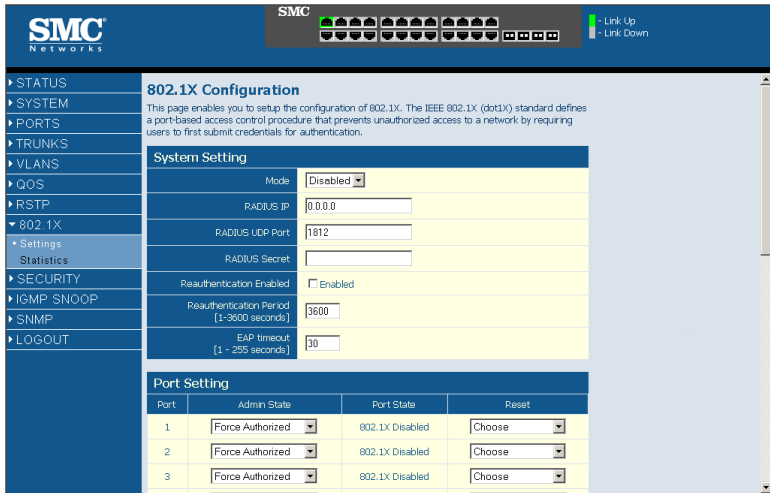 SMC
- Link Up
- Link Down
SMC
Networks
STATUS
SYSTEM
PORTS
TRUNKS
VLANS
QOS
RSTP
802.1X
Settings
Statistics
SECURITY
IGMP SNOOP
SNMP
LOGOUT
802.1X Configuration
This page enables you to setup the configuration of 802.1X. The IEEE 802.1X (dot1X) standard defines
a port-based access control procedure that prevents unauthorized access to a network by requiring
users to first submit credentials for authentication.
System Setting
Mode Disabled
RADIUS IP 0.0.0.0
RADIUS UDP Port 1812
RADIUS Secret
Reauthentication Enabled Enabled
Reauthentication Period
[1-3600 seconds] 3600
EAP timeout
[1 - 255 seconds] 30
Port Setting
Port Admin State Port State Reset
1 Force Authorized 802.1X Disabled Choose
2 Force Authorized 802.1X Disabled Choose
3 Force Authorized 802.1X Disabled Choose